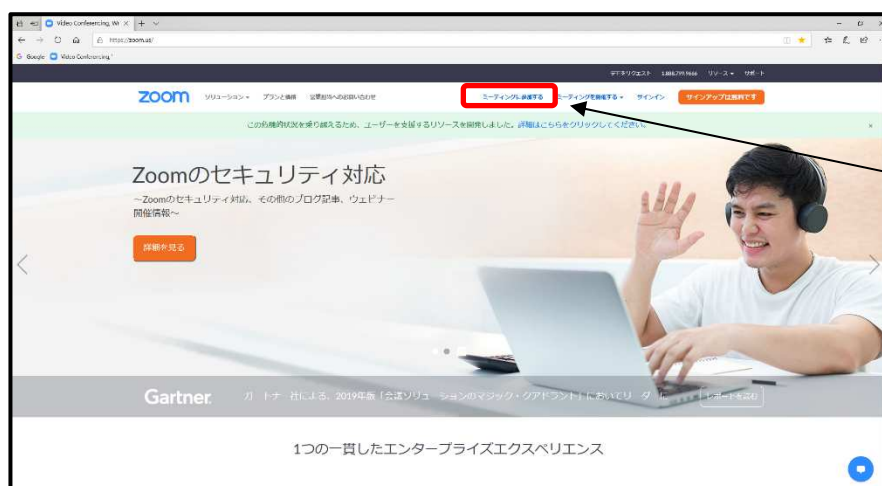 Video Conferencing, W
https://zoom.us/
Google Video Conferencing,
デモをリクエスト 1.888.799.9666 リソース サポート
zoom ソリューション プランと価格 営業担当へのお問い合わせ ミーティングに参加する ミーティングを開催する サインイン サインアップは無料です
この危機的状況を乗り越えるため、ユーザーを支援するリソースを開発しました。詳細はこちらをクリックしてください。
Zoomのセキュリティ対応
~Zoomのセキュリティ対応、その他のブログ記事、ウェビナー
開催情報~
詳細を見る
Gartner. ガートナー社による、2019年版「会議ソリューションのマジック・クアドラント」においてリーダーに レポートを読む
1つの一貫したエンタープライズエクスペリエンス